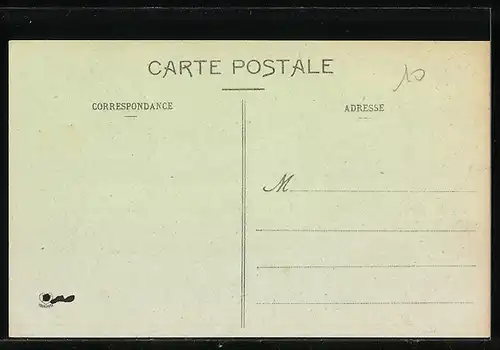 CARTE POSTALE
10
CORRESPONDANCE
ADRESSE
M